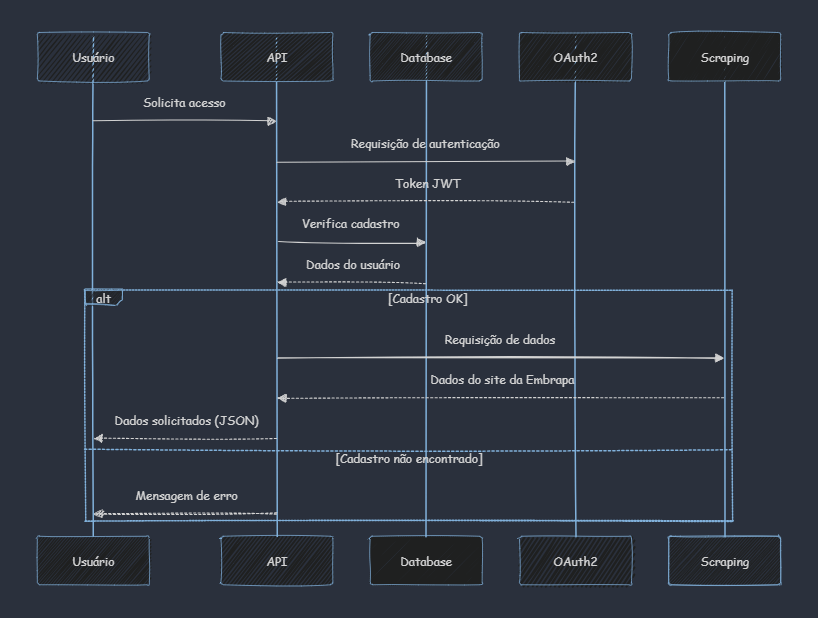 Usuário
API
Database
OAuth2
Scraping
Solicita acesso
Requisição de autenticação
Token JWT
Verifica cadastro
Dados do usuário
alt
[Cadastro OK]
Requisição de dados
Dados do site da Embrapa
Dados solicitados (JSON)
[Cadastro não encontrado]
Mensagem de erro
Usuário
API
Database
OAuth2
Scraping